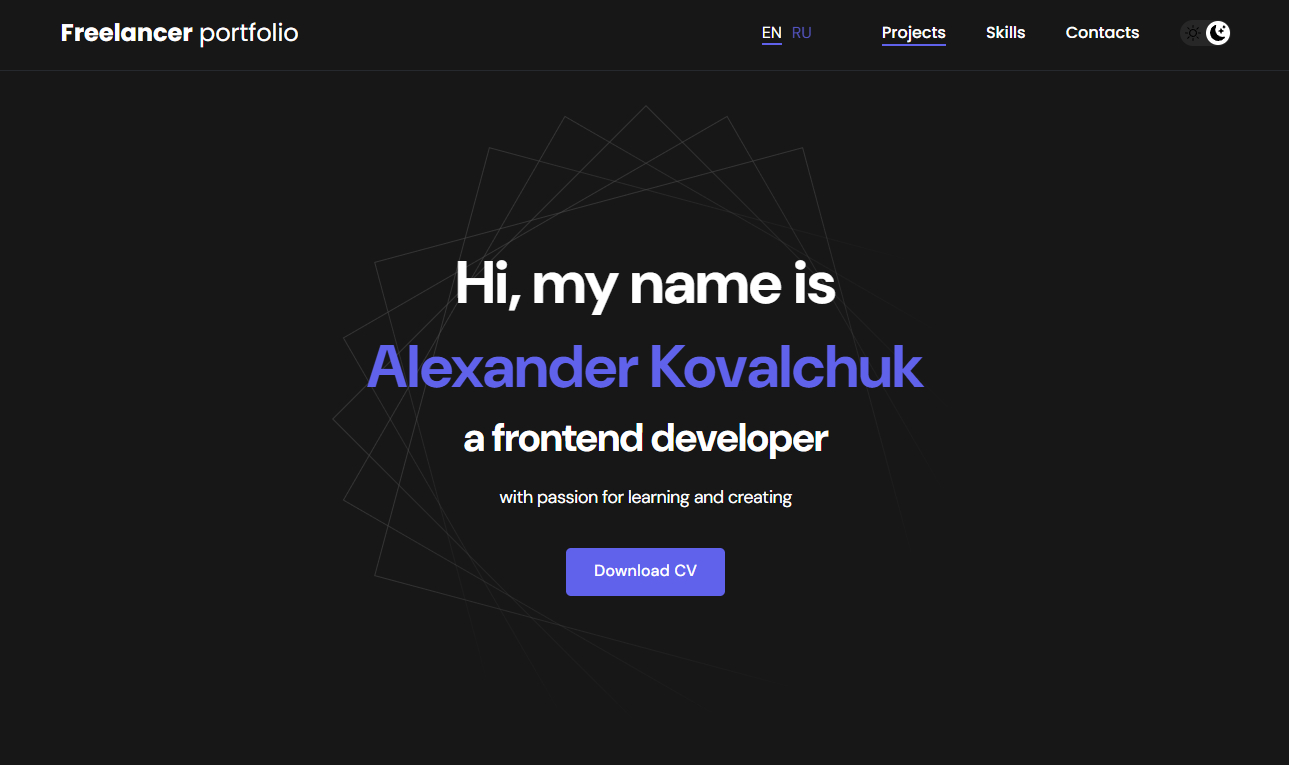 Freelancer portfolio
EN RU
Projects
Skills
Contacts
Hi, my name is
Alexander Kovalchuk
a frontend developer
with passion for learning and creating
Download CV